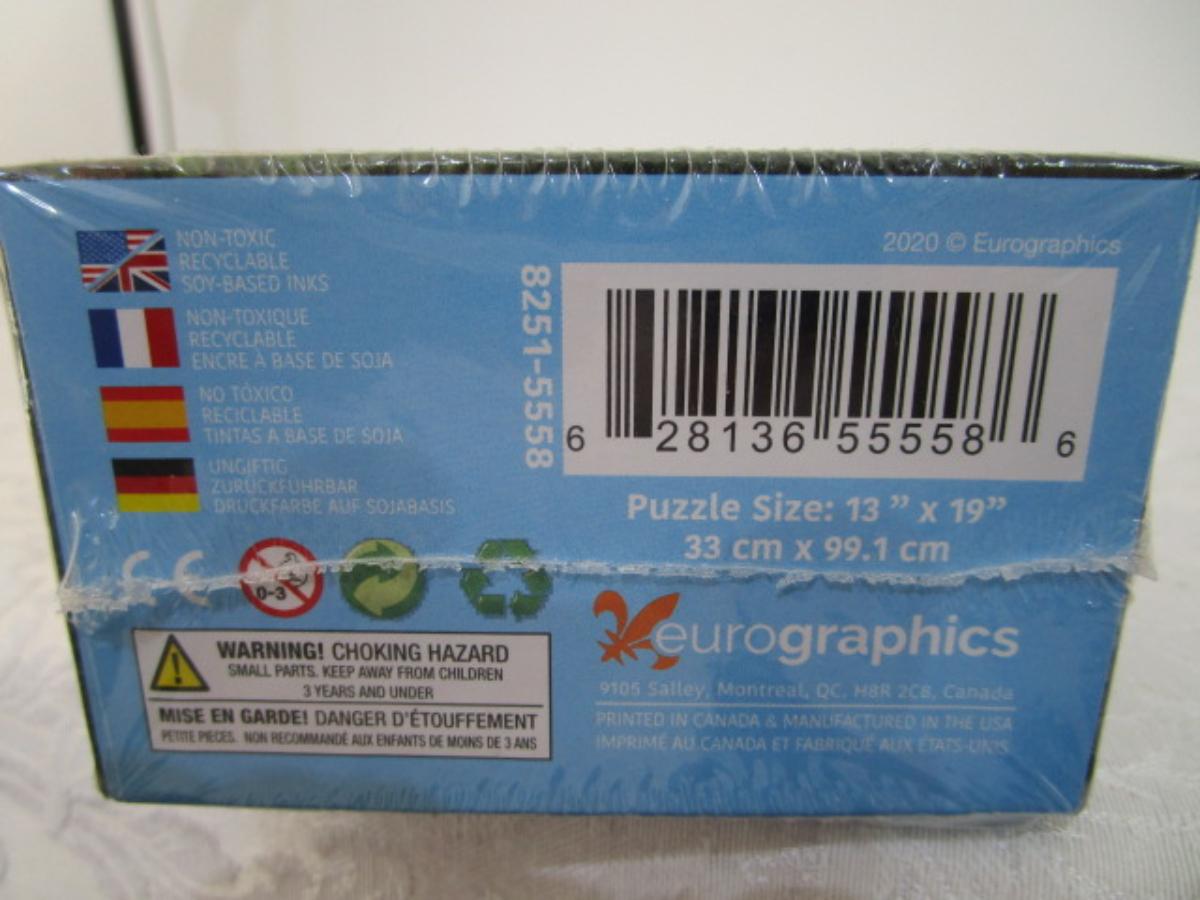 NON-TOXIC
RECYCLABLE
SOY-BASED INKS
NON-TOXIQUE
RECYCLABLE
ENCRE À BASE DE SOJA
NO TÓXICO
RECICLABLE
TINTAS A BASE DE SOJA
UNGIFTIG
ZURÜCKFÜHRBAR
DRUCKFARBE AUF SOJABASIS
CE
0-3
WARNING! CHOKING HAZARD
SMALL PARTS. KEEP AWAY FROM CHILDREN
3 YEARS AND UNDER
MISE EN GARDE! DANGER D'ÉTOUFFEMENT
PETITE PIECES. NON RECOMMANDÉ AUX ENFANTS DE MOINS DE 3 ANS
8251-5558
2020 © Eurographics
6 28136 55558 6
Puzzle Size: 13 ” x 19”
33 cm x 99.1 cm
eurographics
9105 Salley, Montreal, QC. H8R 2C8, Canada
PRINTED IN CANADA & MANUFACTURED IN THE USA
IMPRIMÉ AU CANADA ET FABRIQUÉ AUX ÉTATS-UNIS